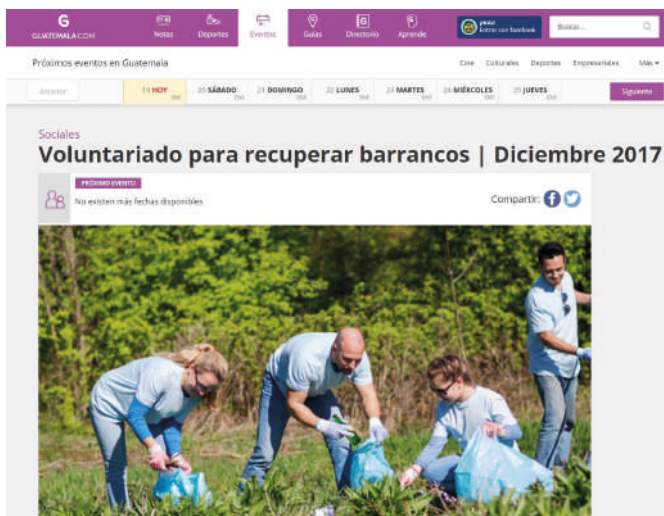 G
GUATEMALA.COM
Notas
Deportes
Eventos
Guías
Directorio
Aprende
¡Hola!
Entrar con Facebook
Buscar...
Próximos eventos en Guatemala
Cine Culturales Deportes Empresariales Más
Anterior
19 HOY
20 SÁBADO
21 DOMINGO
22 LUNES
23 MARTES
24 MIÉRCOLES
25 JUEVES
Siguiente
Sociales
Voluntariado para recuperar barrancos | Diciembre 2017
PRÓXIMO EVENTO
No existen más fechas disponibles
Compartir: